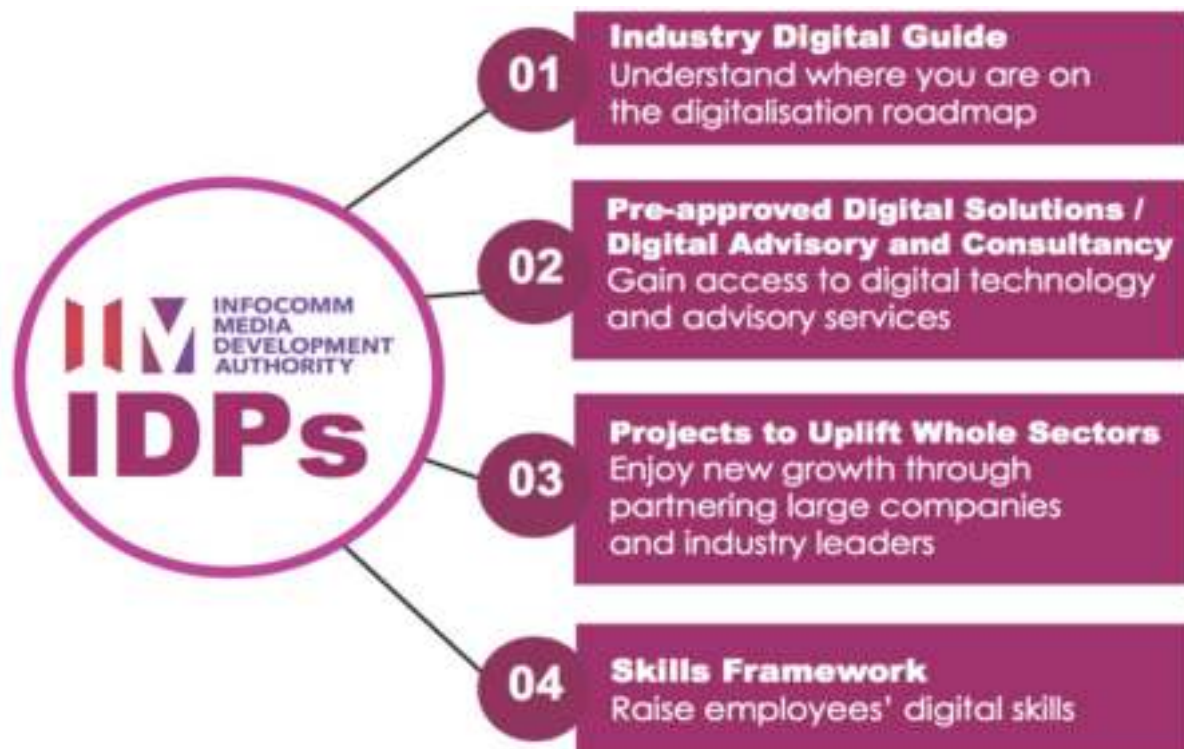 INFOCOMM
MEDIA
DEVELOPMENT
AUTHORITY
IDPs
01
Industry Digital Guide
Understand where you are on
the digitalisation roadmap
02
Pre-approved Digital Solutions /
Digital Advisory and Consultancy
Gain access to digital technology
and advisory services
03
Projects to Uplift Whole Sectors
Enjoy new growth through
partnering large companies
and industry leaders
04
Skills Framework
Raise employees’ digital skills